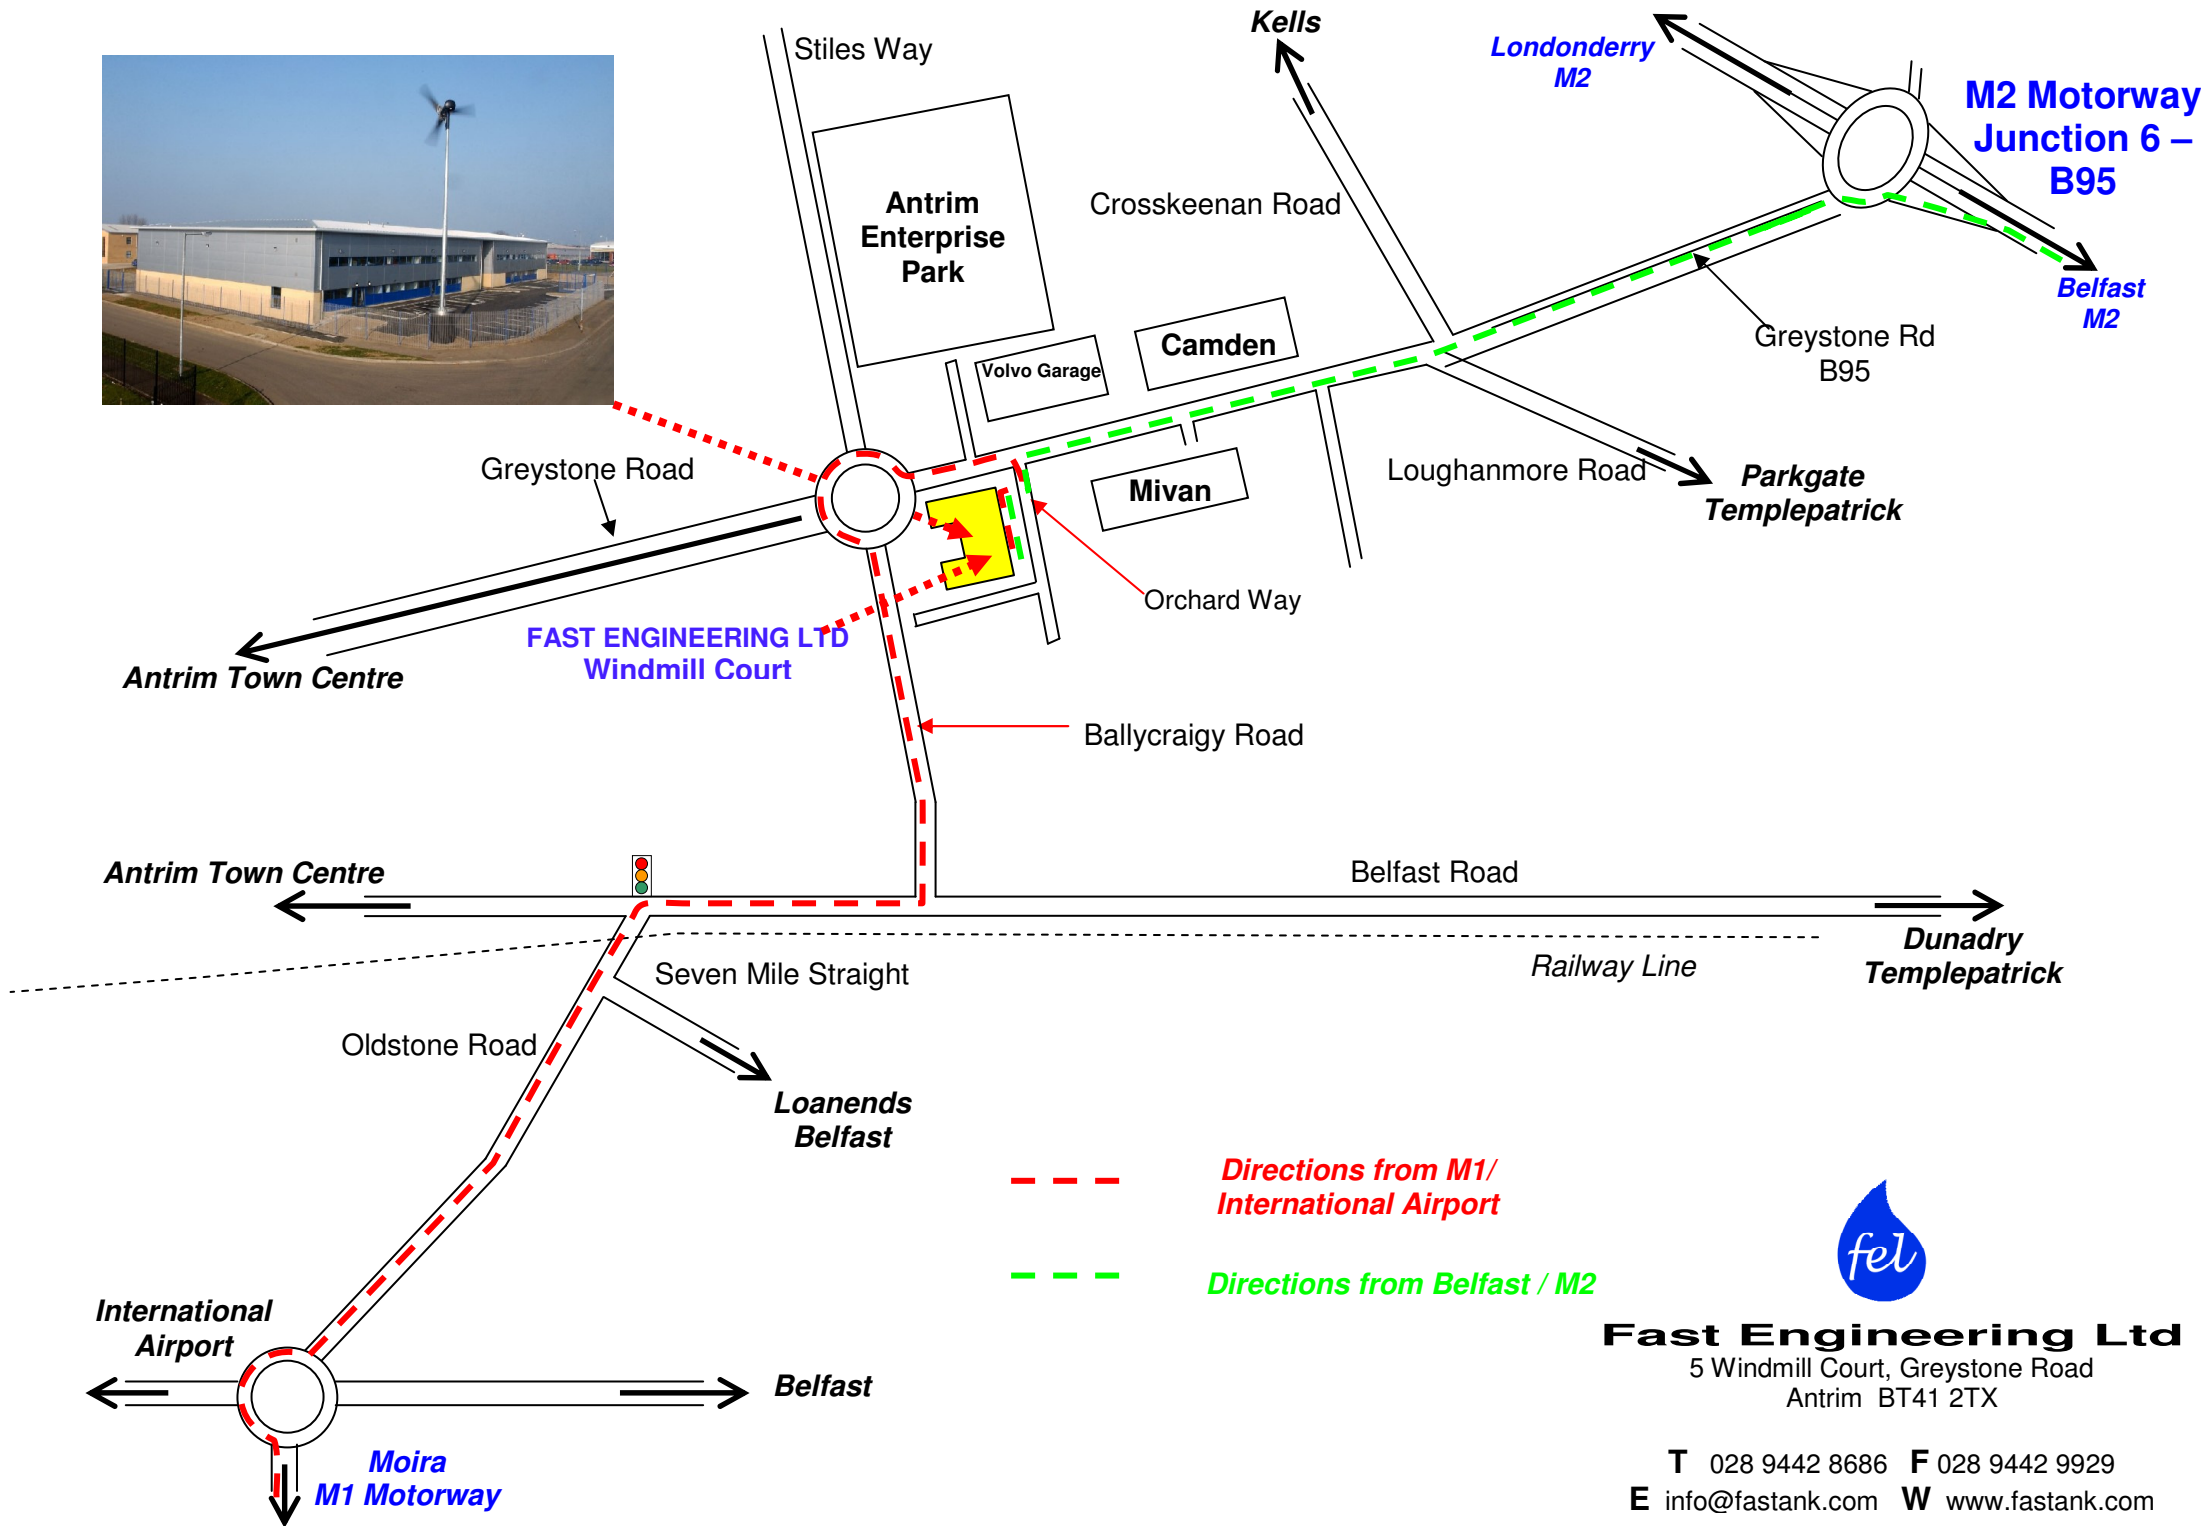 Kells
Stiles Way
Londonderry
M2
M2 Motorway
Junction 6 –
B95
Antrim
Enterprise
Park
Crosskeenan Road
Belfast
M2
Greystone Rd
B95
Camden
Volvo Garage
Greystone Road
Mivan
Loughanmore Road
Parkgate
Templepatrick
Orchard Way
FAST ENGINEERING LTD
Windmill Court
Antrim Town Centre
Ballycraigy Road
Antrim Town Centre
Belfast Road
Dunadry
Templepatrick
Railway Line
Seven Mile Straight
Oldstone Road
Loanends
Belfast
Directions from M1/
International Airport
Directions from Belfast / M2
International
Airport
Belfast
Moira
M1 Motorway
fel
Fast Engineering Ltd
5 Windmill Court, Greystone Road
Antrim BT41 2TX
T 028 9442 8686 F 028 9442 9929
E info@fastank.com W www.fastank.com